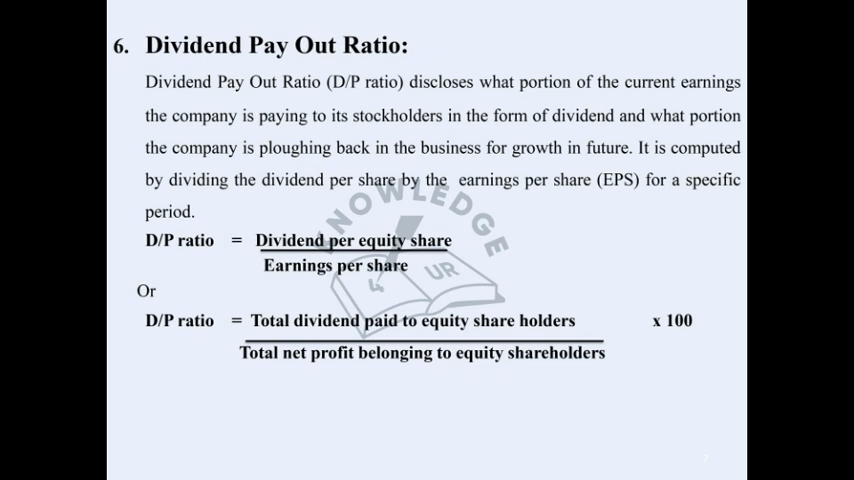 6. Dividend Pay Out Ratio:
Dividend Pay Out Ratio (D/P ratio) discloses what portion of the current earnings
the company is paying to its stockholders in the form of dividend and what portion
the company is ploughing back in the business for growth in future. It is computed
by dividing the dividend per share by the earnings per share (EPS) for a specific
period.
KNOWLEDGE
D/P ratio = Dividend per equity share
Earnings per share
4 UR
Or
D/P ratio = Total dividend paid to equity share holders x 100
Total net profit belonging to equity shareholders
7